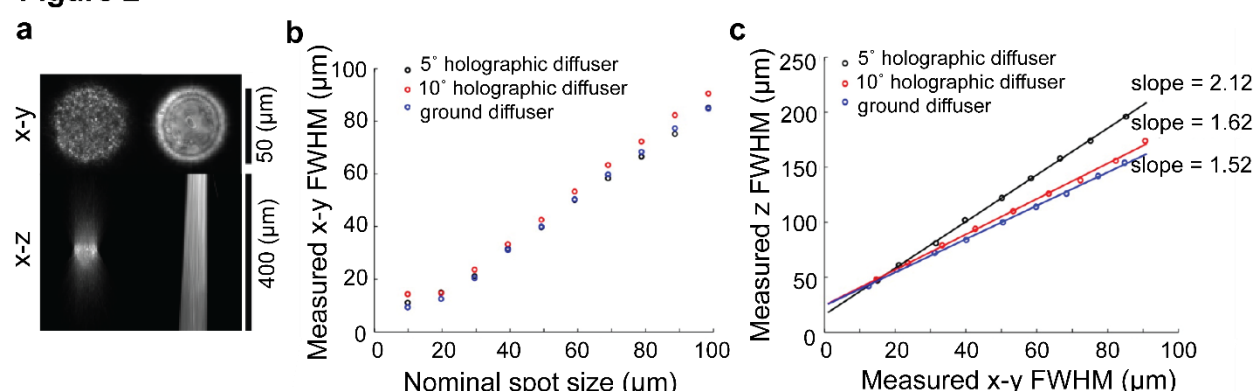 a
x-y
x-z
50 (μm)
400 (μm)
b
5° holographic diffuser
10° holographic diffuser
ground diffuser
Measured x-y FWHM (μm)
100
80
60
40
20
0
0 20 40 60 80 100
Nominal spot size (μm)
c
5° holographic diffuser
10° holographic diffuser
ground diffuser
slope = 2.12
slope = 1.62
slope = 1.52
Measured z FWHM (μm)
250
200
150
100
50
0
0 20 40 60 80 100
Measured x-y FWHM (μm)